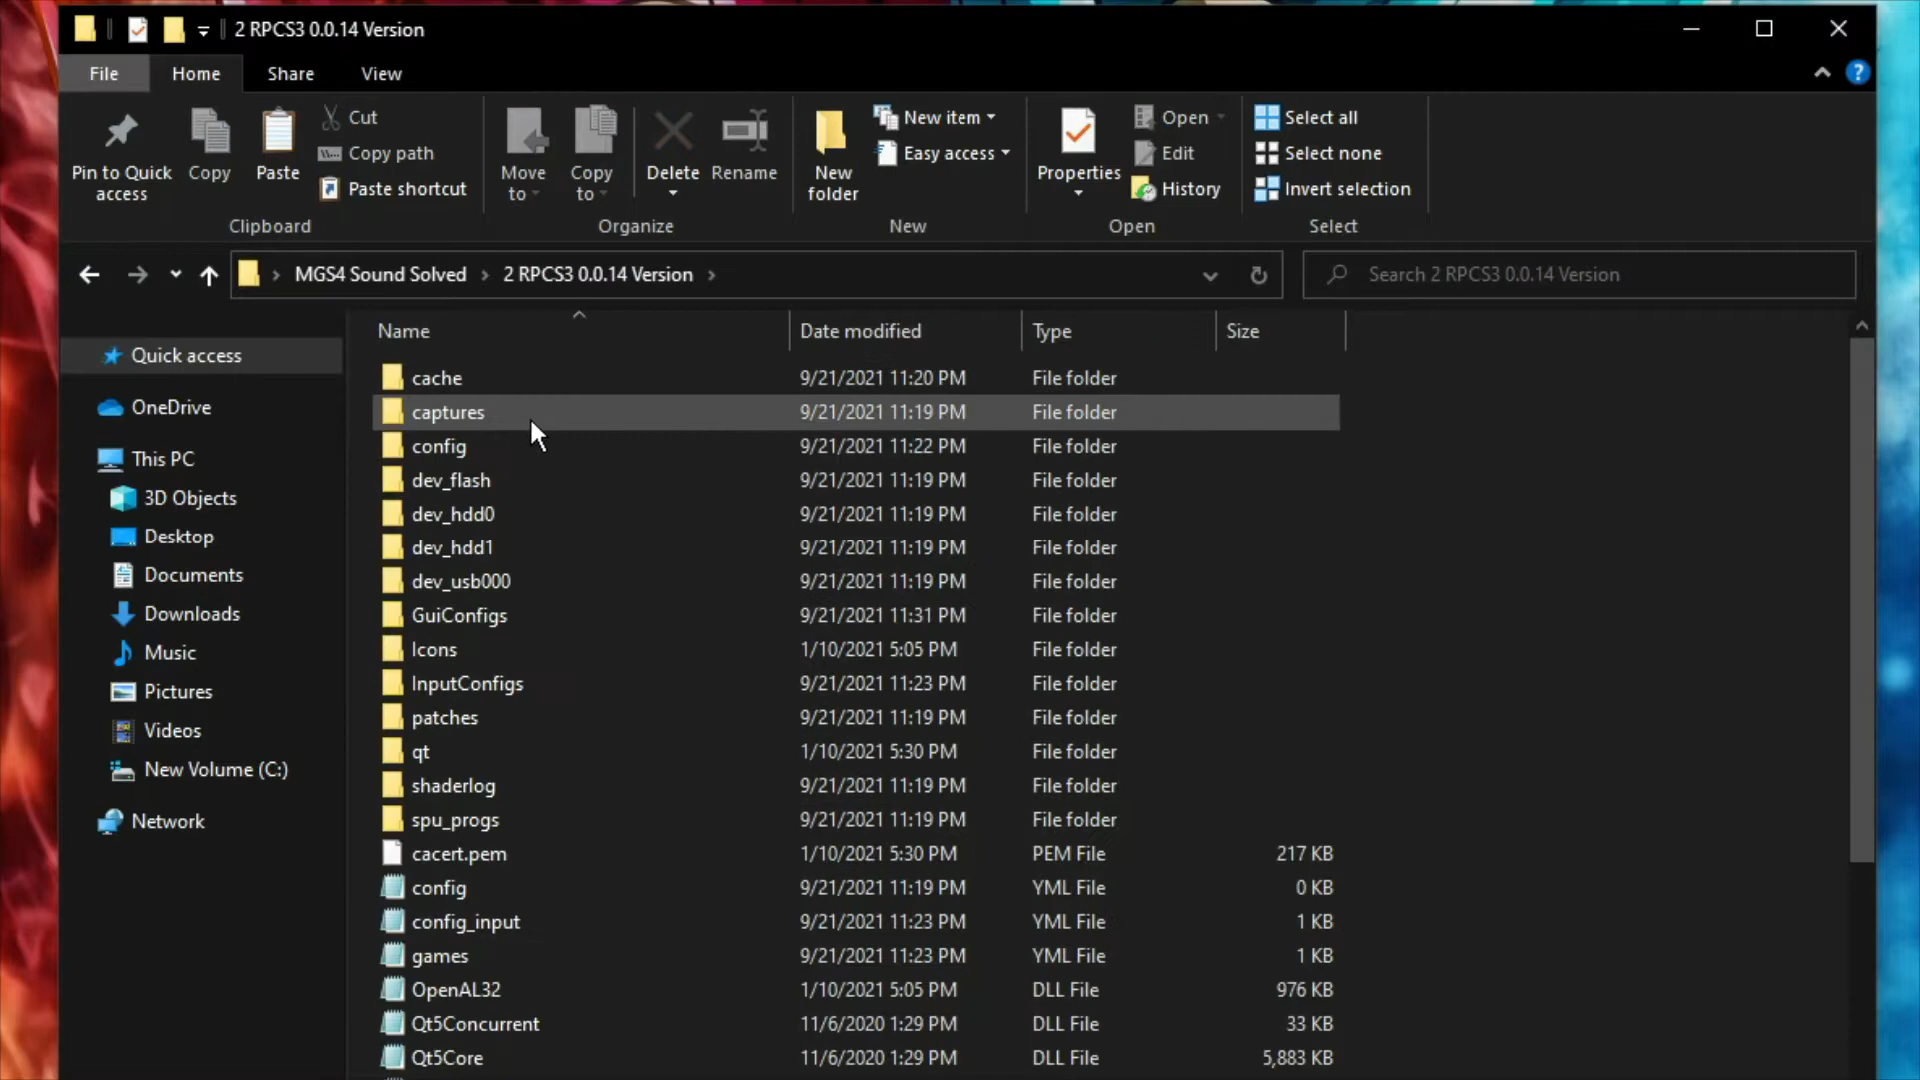 2 RPCS3 0.0.14 Version
File Home Share View
Pin to Quick access
Copy
Paste
Cut
Copy path
Paste shortcut
Clipboard
Move to
Copy to
Delete
Rename
Organize
New folder
New item
Easy access
New
Properties
Open
Edit
History
Open
Select all
Select none
Invert selection
Select
MGS4 Sound Solved 2 RPCS3 0.0.14 Version
Search 2 RPCS3 0.0.14 Version
Quick access
OneDrive
This PC
3D Objects
Desktop
Documents
Downloads
Music
Pictures
Videos
New Volume (C:)
Network
Name Date modified Type Size
cache 9/21/2021 11:20 PM File folder
captures 9/21/2021 11:19 PM File folder
config 9/21/2021 11:22 PM File folder
dev_flash 9/21/2021 11:19 PM File folder
dev_hdd0 9/21/2021 11:19 PM File folder
dev_hdd1 9/21/2021 11:19 PM File folder
dev_usb000 9/21/2021 11:19 PM File folder
GuiConfigs 9/21/2021 11:31 PM File folder
Icons 1/10/2021 5:05 PM File folder
InputConfigs 9/21/2021 11:23 PM File folder
patches 9/21/2021 11:19 PM File folder
qt 1/10/2021 5:30 PM File folder
shaderlog 9/21/2021 11:19 PM File folder
spu_progs 9/21/2021 11:19 PM File folder
cacert.pem 1/10/2021 5:30 PM PEM File 217 KB
config 9/21/2021 11:19 PM YML File 0 KB
config_input 9/21/2021 11:23 PM YML File 1 KB
games 9/21/2021 11:23 PM YML File 1 KB
OpenAL32 1/10/2021 5:05 PM DLL File 976 KB
Qt5Concurrent 11/6/2020 1:29 PM DLL File 33 KB
Qt5Core 11/6/2020 1:29 PM DLL File 5,883 KB